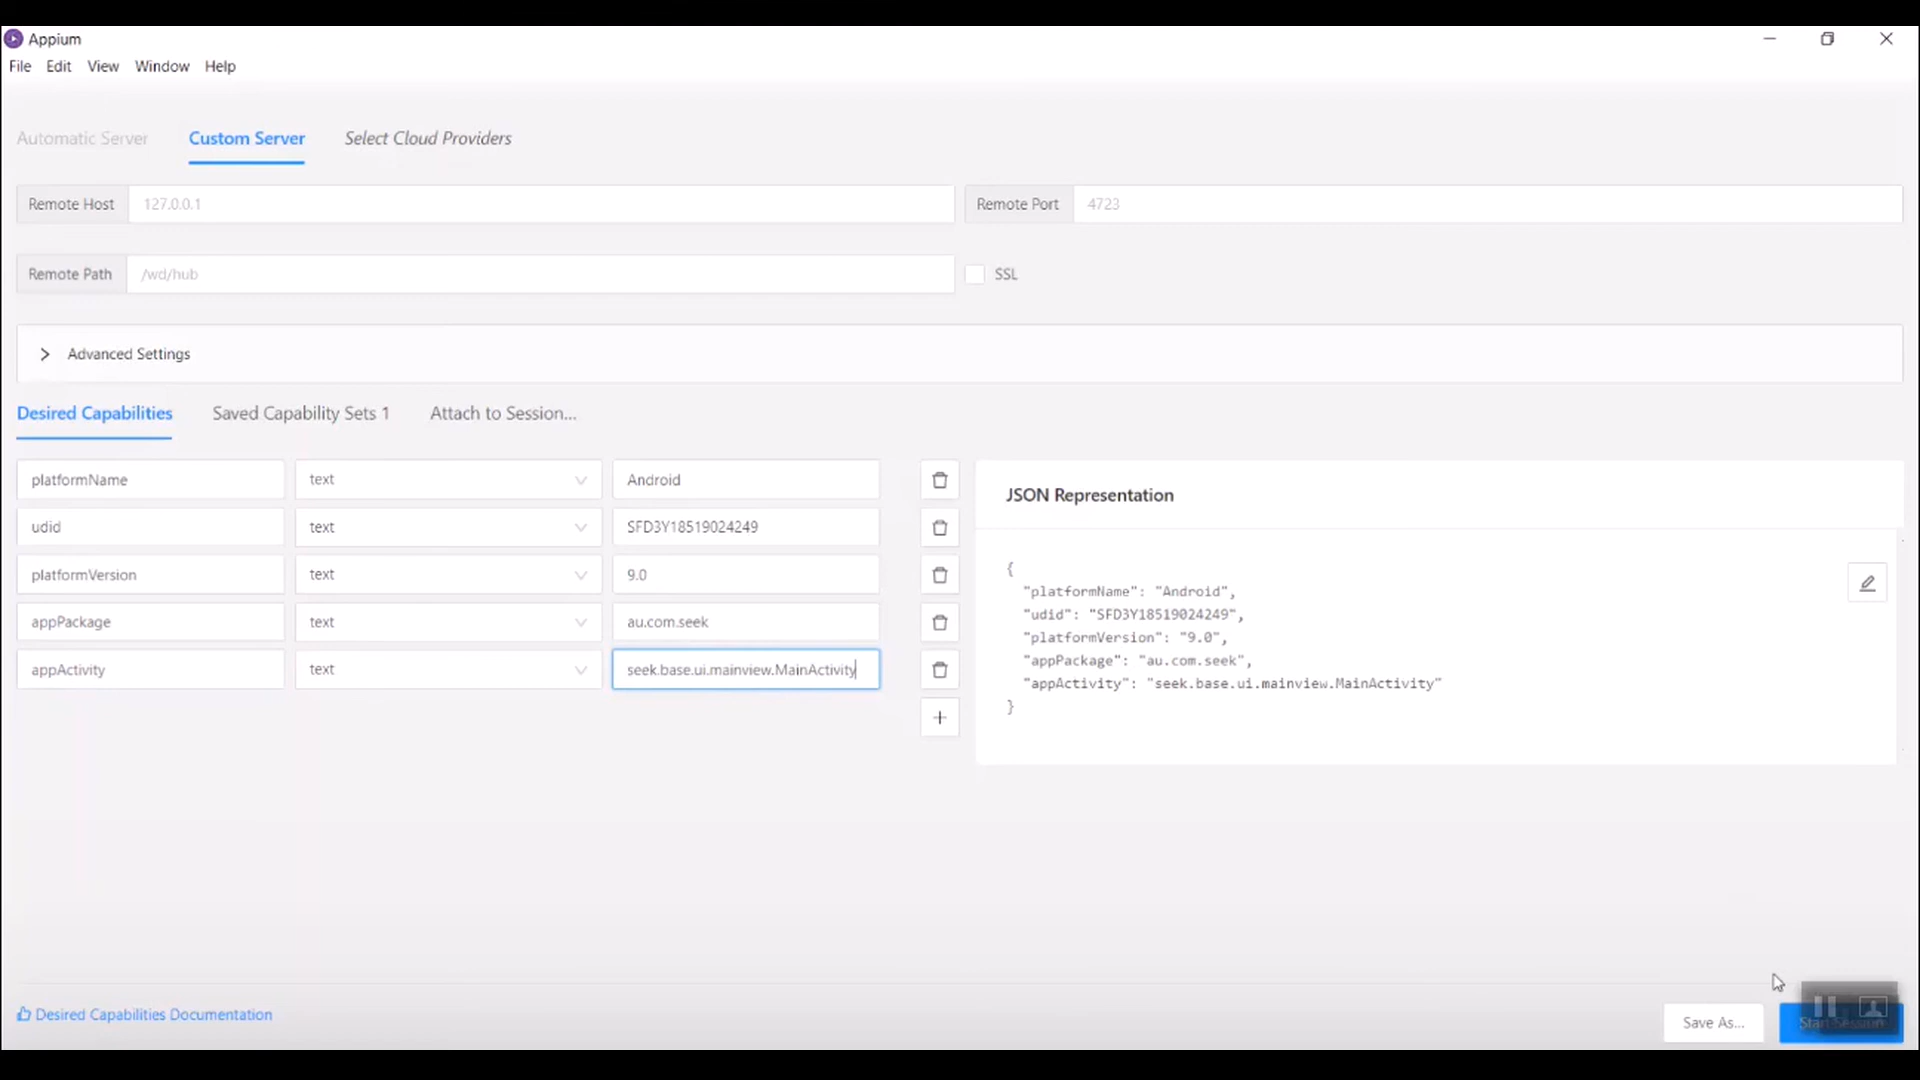 Appium
File Edit View Window Help
Automatic Server Custom Server Select Cloud Providers
Remote Host 127.0.0.1 Remote Port 4723
Remote Path /wd/hub SSL
Advanced Settings
Desired Capabilities Saved Capability Sets 1 Attach to Session...
platformName text Android
udid text SFD3Y18519024249
platformVersion text 9.0
appPackage text au.com.seek
appActivity text seek.base.ui.mainview.MainActivity
JSON Representation
{
"platformName": "Android",
"udid": "SFD3Y18519024249",
"platformVersion": "9.0",
"appPackage": "au.com.seek",
"appActivity": "seek.base.ui.mainview.MainActivity"
}
Desired Capabilities Documentation
Save As... Start Session